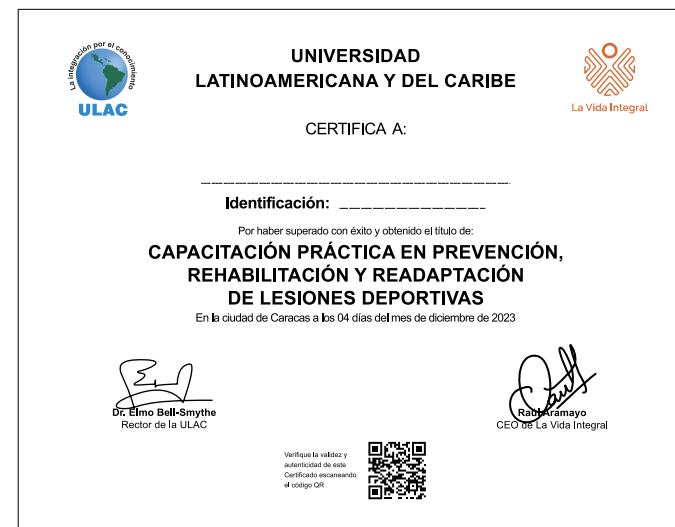 La integración por el conocimiento
ULAC
UNIVERSIDAD
LATINOAMERICANA Y DEL CARIBE
La Vida Integral
CERTIFICA A:
Identificación:
Por haber superado con éxito y obtenido el título de:
CAPACITACIÓN PRÁCTICA EN PREVENCIÓN,
REHABILITACIÓN Y READAPTACIÓN
DE LESIONES DEPORTIVAS
En la ciudad de Caracas a los 04 días del mes de diciembre de 2023
Dr. Elmo Bell-Smythe
Rector de la ULAC
Raúl Aramayo
CEO de La Vida Integral
Verifique la validez y
autenticidad de este
Certificado escaneando
el código QR